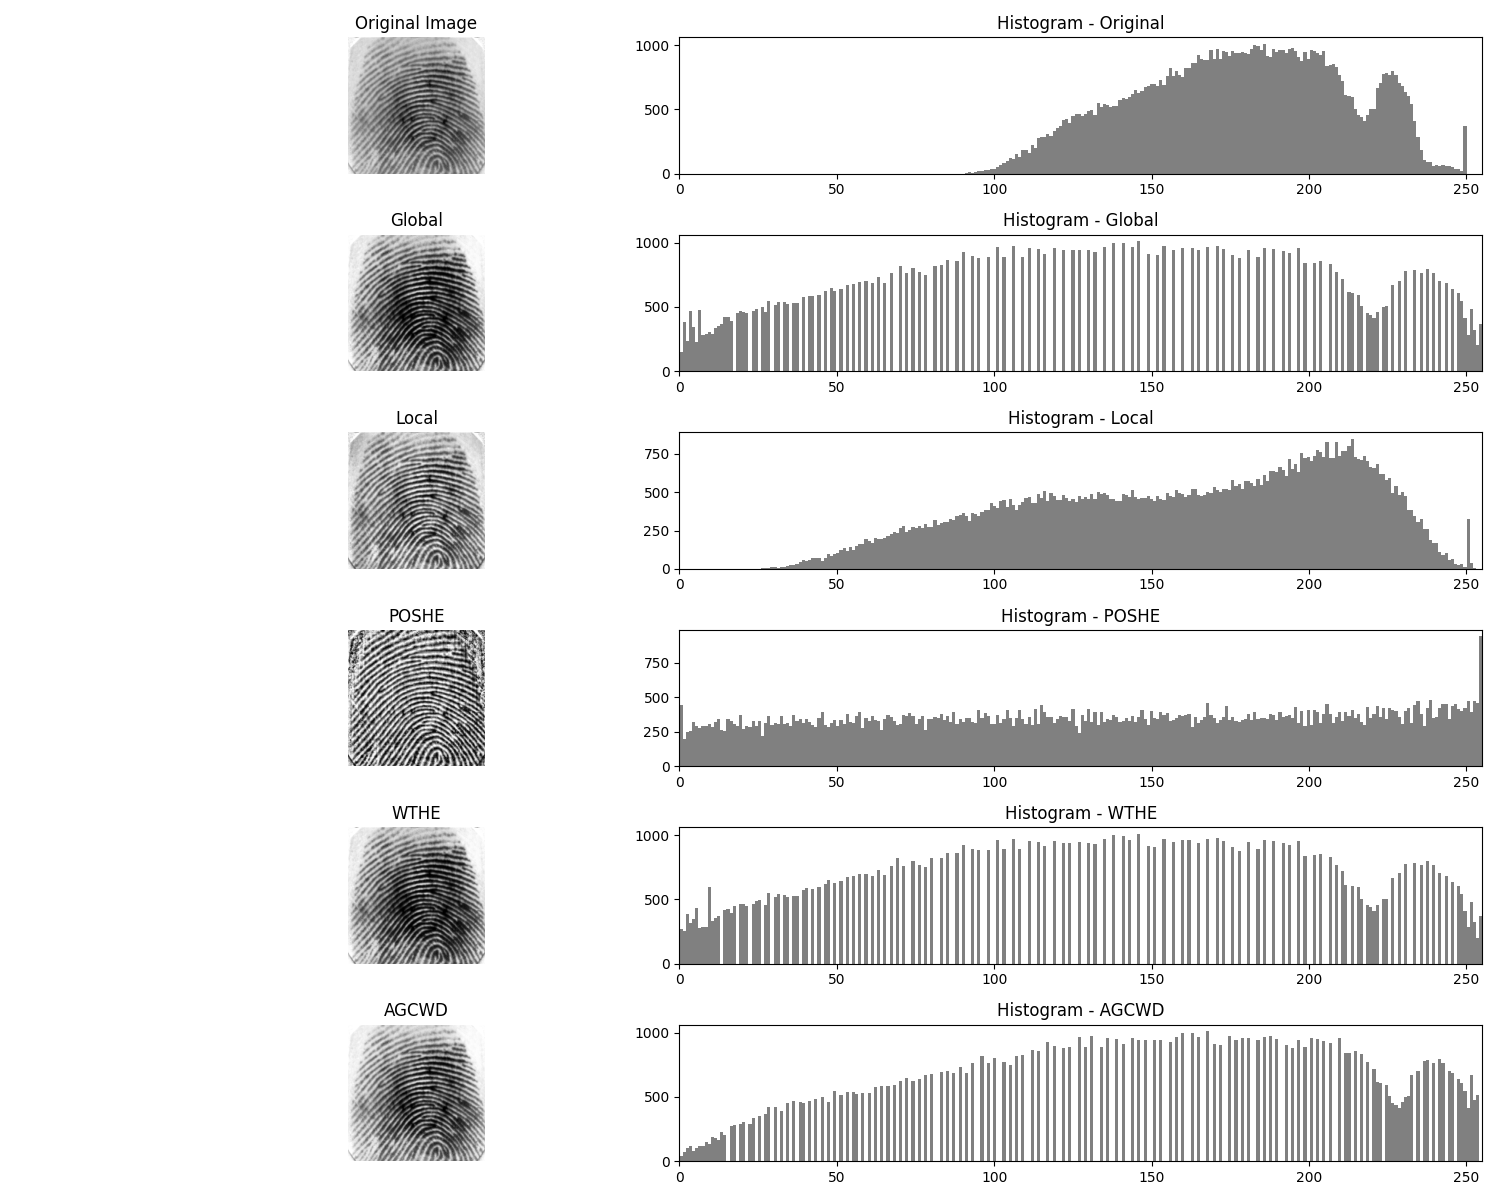 Original Image
Histogram - Original
1000
500
0
0 50 100 150 200 250
Global
Histogram - Global
1000
500
0
0 50 100 150 200 250
Local
Histogram - Local
750
500
250
0
0 50 100 150 200 250
POSHE
Histogram - POSHE
750
500
250
0
0 50 100 150 200 250
WTHE
Histogram - WTHE
1000
500
0
0 50 100 150 200 250
AGCWD
Histogram - AGCWD
1000
500
0
0 50 100 150 200 250